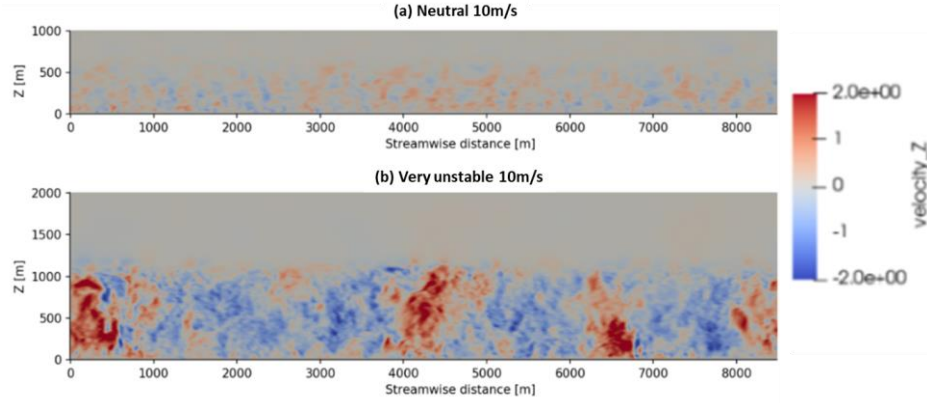 (a) Neutral 10m/s
1000
500
0
Z [m]
0 1000 2000 3000 4000 5000 6000 7000 8000
Streamwise distance [m]
(b) Very unstable 10m/s
2000
1500
1000
500
0
Z [m]
0 1000 2000 3000 4000 5000 6000 7000 8000
Streamwise distance [m]
2.0e+00
1
0
-1
-2.0e+00
velocity_Z